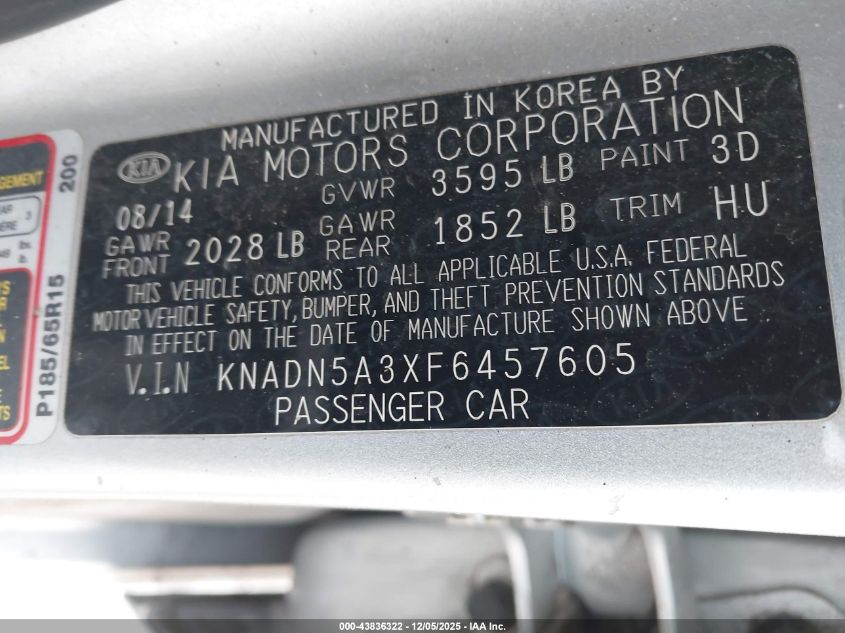 MANUFACTURED IN KOREA BY
KIA KIA MOTORS CORPORATION
08/14 GVWR 3595 LB PAINT 3D
GAWR FRONT 2028 LB GAWR REAR 1852 LB TRIM HU
THIS VEHICLE CONFORMS TO ALL APPLICABLE U.S.A. FEDERAL
MOTOR VEHICLE SAFETY, BUMPER, AND THEFT PREVENTION STANDARDS
IN EFFECT ON THE DATE OF MANUFACTURE SHOWN ABOVE
V.I.N KNADN5A3XF6457605
PASSENGER CAR
200
P185/65R15
000-43836322 | 12/05/2025 - IAA Inc.